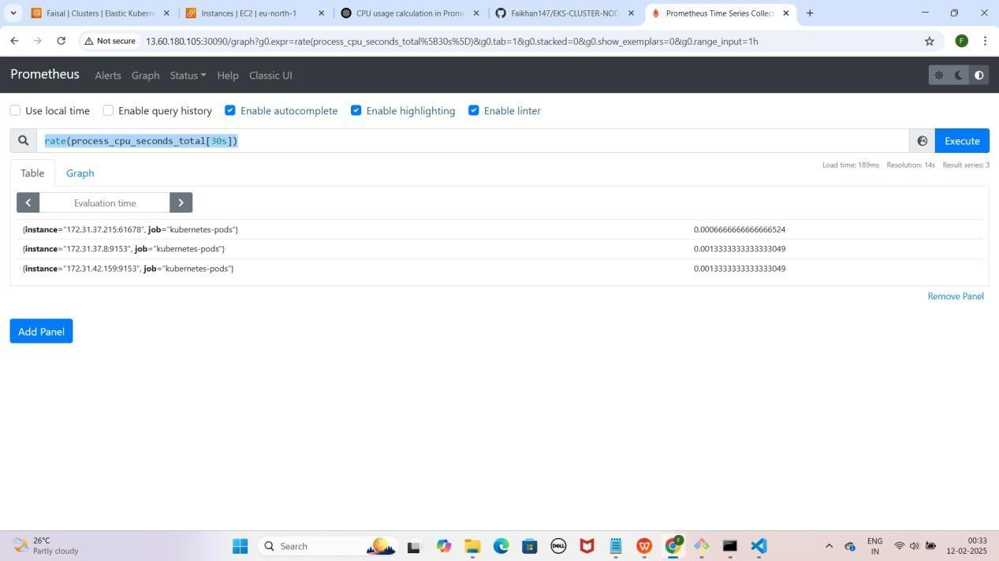 Faisal | Clusters | Elastic Kuberne
Instances | EC2 | eu-north-1
CPU usage calculation in Prome
Faikhan147/EKS-CLUSTER-NOD
Prometheus Time Series Collect
Not secure
13.60.180.105:30090/graph?g0.expr=rate(process_cpu_seconds_total%5B30s%5D)&g0.tab=1&g0.stacked=0&g0.show_exemplars=0&g0.range_input=1h
F
Prometheus Alerts Graph Status Help Classic UI
Use local time Enable query history Enable autocomplete Enable highlighting Enable linter
rate(process_cpu_seconds_total[30s])
Execute
Table Graph
Load time: 189ms Resolution: 14s Result series: 3
Evaluation time
{instance="172.31.37.215:61678", job="kubernetes-pods"} 0.0006666666666666524
{instance="172.31.37.8:9153", job="kubernetes-pods"} 0.0013333333333333049
{instance="172.31.42.159:9153", job="kubernetes-pods"} 0.0013333333333333049
Remove Panel
Add Panel
26°C
Partly cloudy
Search
DELL
W
F
ENG
IN
00:33
12-02-2025